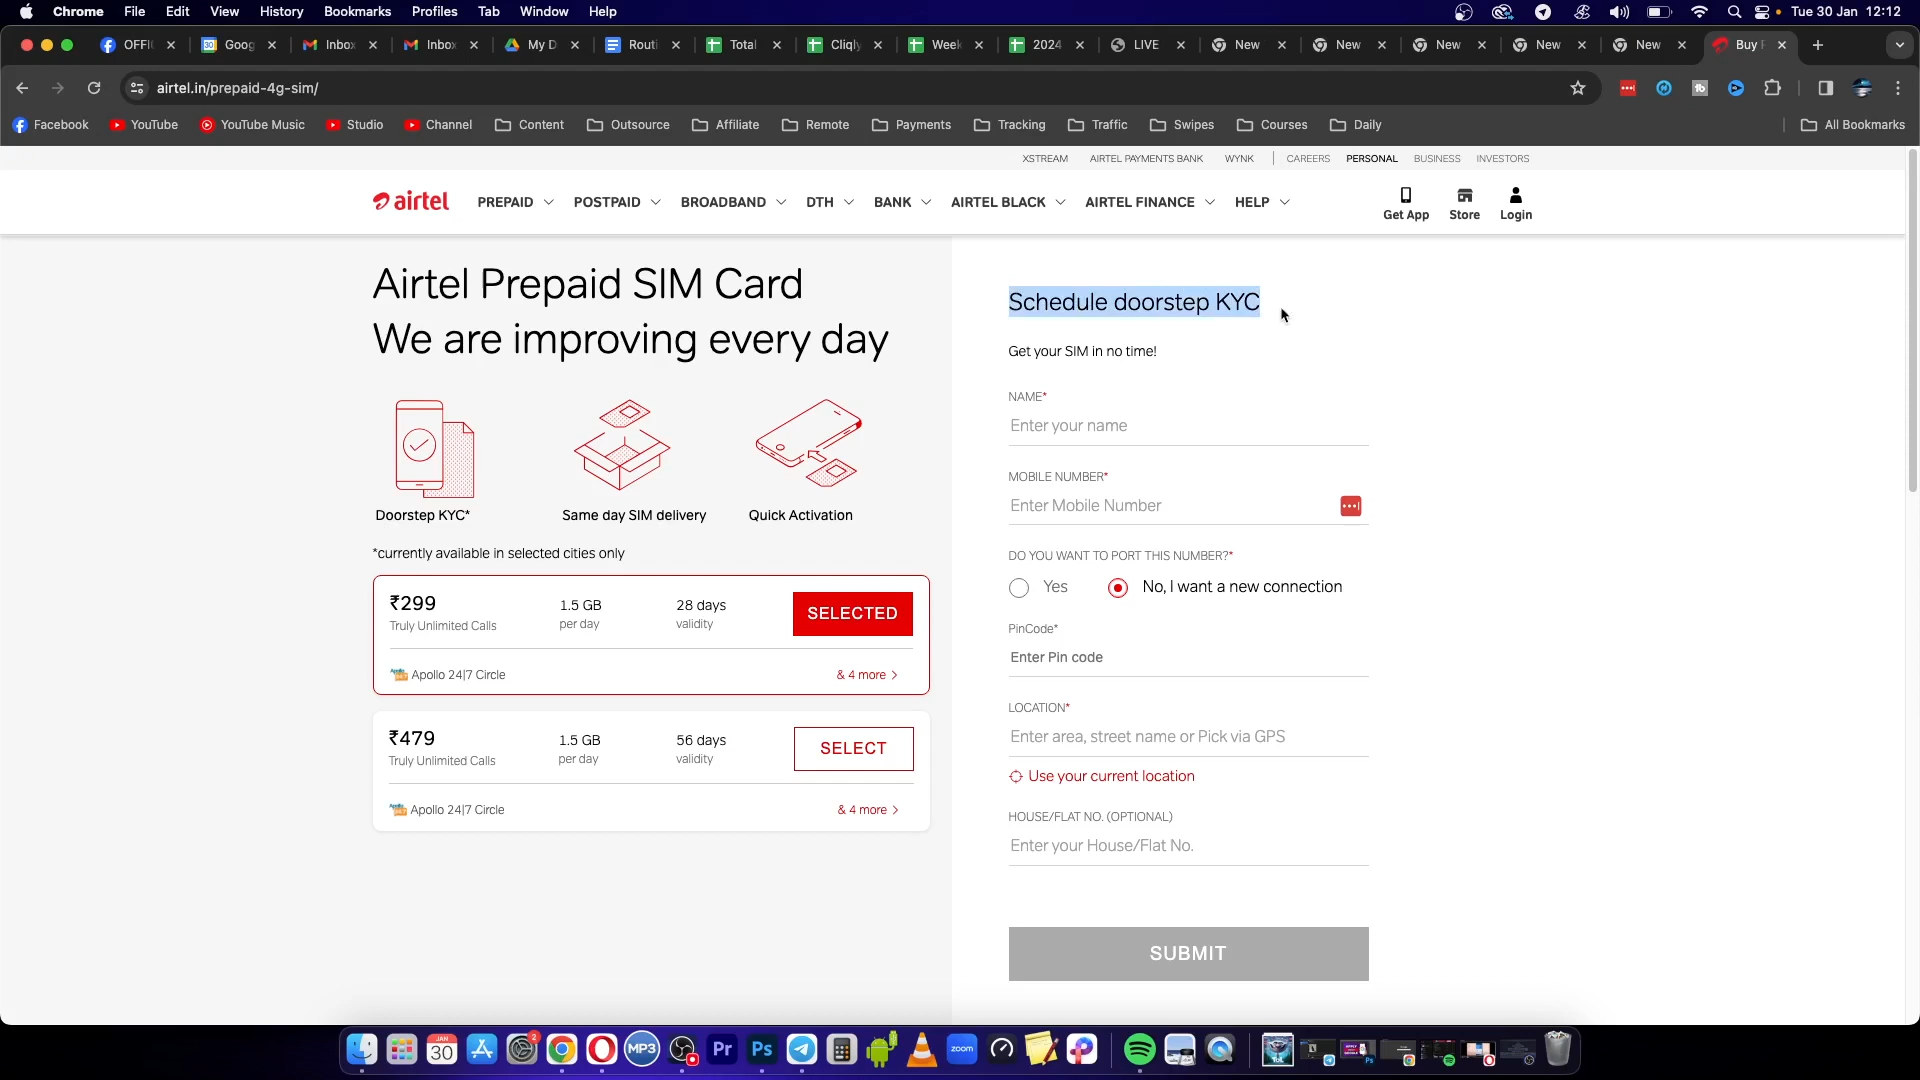 Chrome File Edit View History Bookmarks Profiles Tab Window Help Tue 30 Jan 12:12
OFFI Goog Inbox Inbox My D Routi Total Cliqly Week 2024 LIVE New New New New New Buy
airtel.in/prepaid-4g-sim/
Facebook YouTube YouTube Music Studio Channel Content Outsource Affiliate Remote Payments Tracking Traffic Swipes Courses Daily All Bookmarks
XSTREAM AIRTEL PAYMENTS BANK WYNK CAREERS PERSONAL BUSINESS INVESTORS
airtel PREPAID POSTPAID BROADBAND DTH BANK AIRTEL BLACK AIRTEL FINANCE HELP Get App Store Login
Airtel Prepaid SIM Card
We are improving every day
Doorstep KYC* Same day SIM delivery Quick Activation
*currently available in selected cities only
₹299 1.5 GB 28 days SELECTED
Truly Unlimited Calls per day validity
Apollo 24|7 Circle & 4 more >
₹479 1.5 GB 56 days SELECT
Truly Unlimited Calls per day validity
Apollo 24|7 Circle & 4 more >
Schedule doorstep KYC
Get your SIM in no time!
NAME*
Enter your name
MOBILE NUMBER*
Enter Mobile Number
DO YOU WANT TO PORT THIS NUMBER?*
Yes No, I want a new connection
PinCode*
Enter Pin code
LOCATION*
Enter area, street name or Pick via GPS
Use your current location
HOUSE/FLAT NO. (OPTIONAL)
Enter your House/Flat No.
SUBMIT
JAN 30 2 MP3 Pr Ps zoom